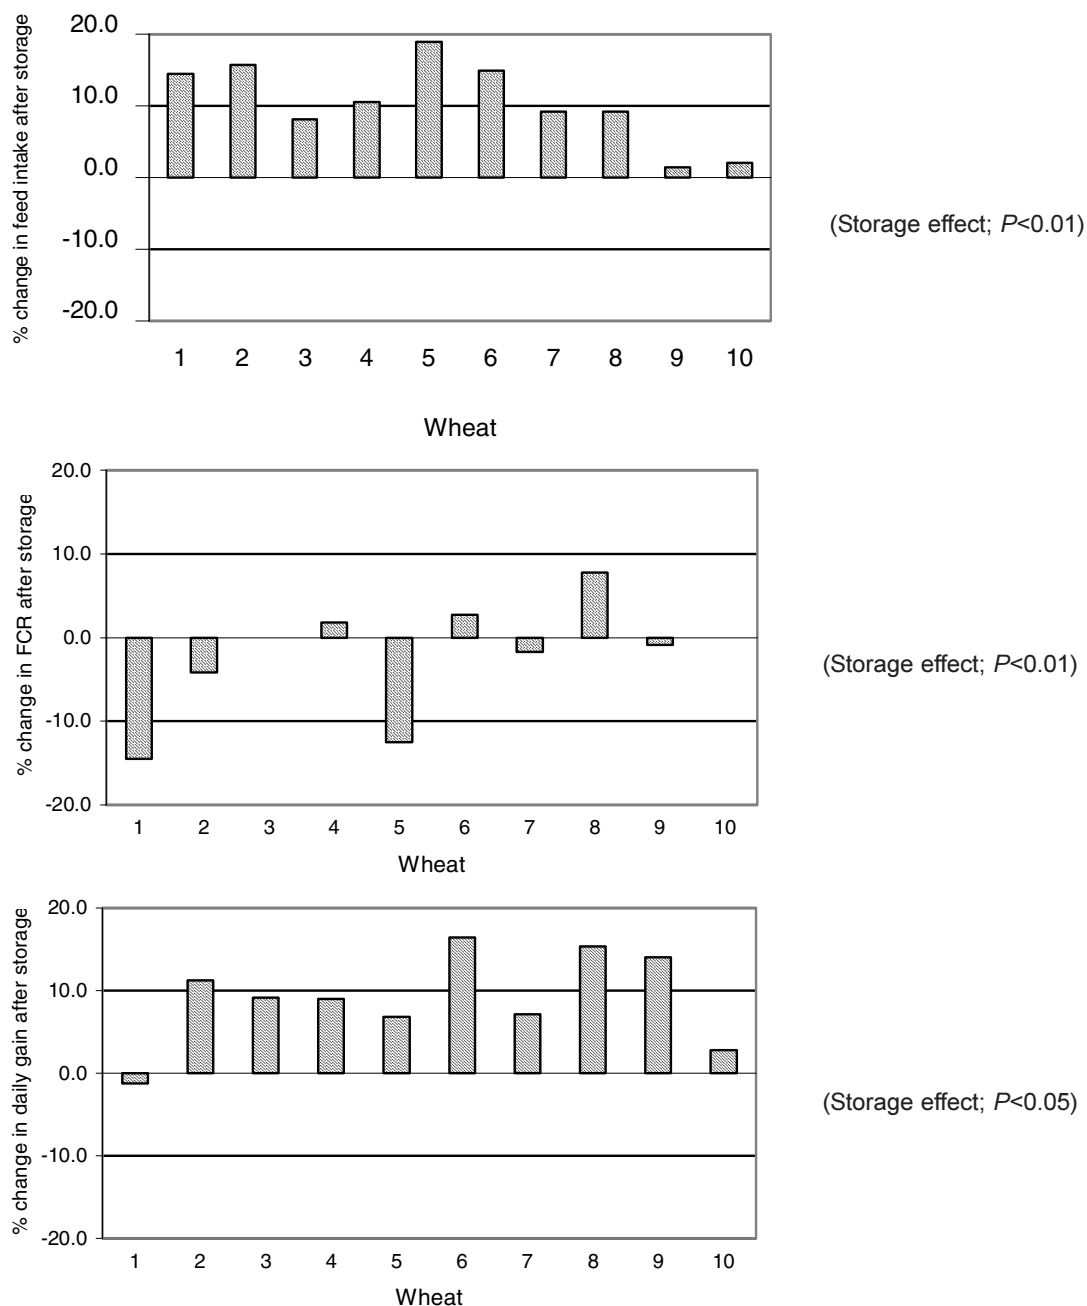 % change in feed intake after storage
20.0
10.0
0.0
-10.0
-20.0
1 2 3 4 5 6 7 8 9 10
Wheat
(Storage effect; P<0.01)
% change in FCR after storage
20.0
10.0
0.0
-10.0
-20.0
1 2 3 4 5 6 7 8 9 10
Wheat
(Storage effect; P<0.01)
% change in daily gain after storage
20.0
10.0
0.0
-10.0
-20.0
1 2 3 4 5 6 7 8 9 10
Wheat
(Storage effect; P<0.05)